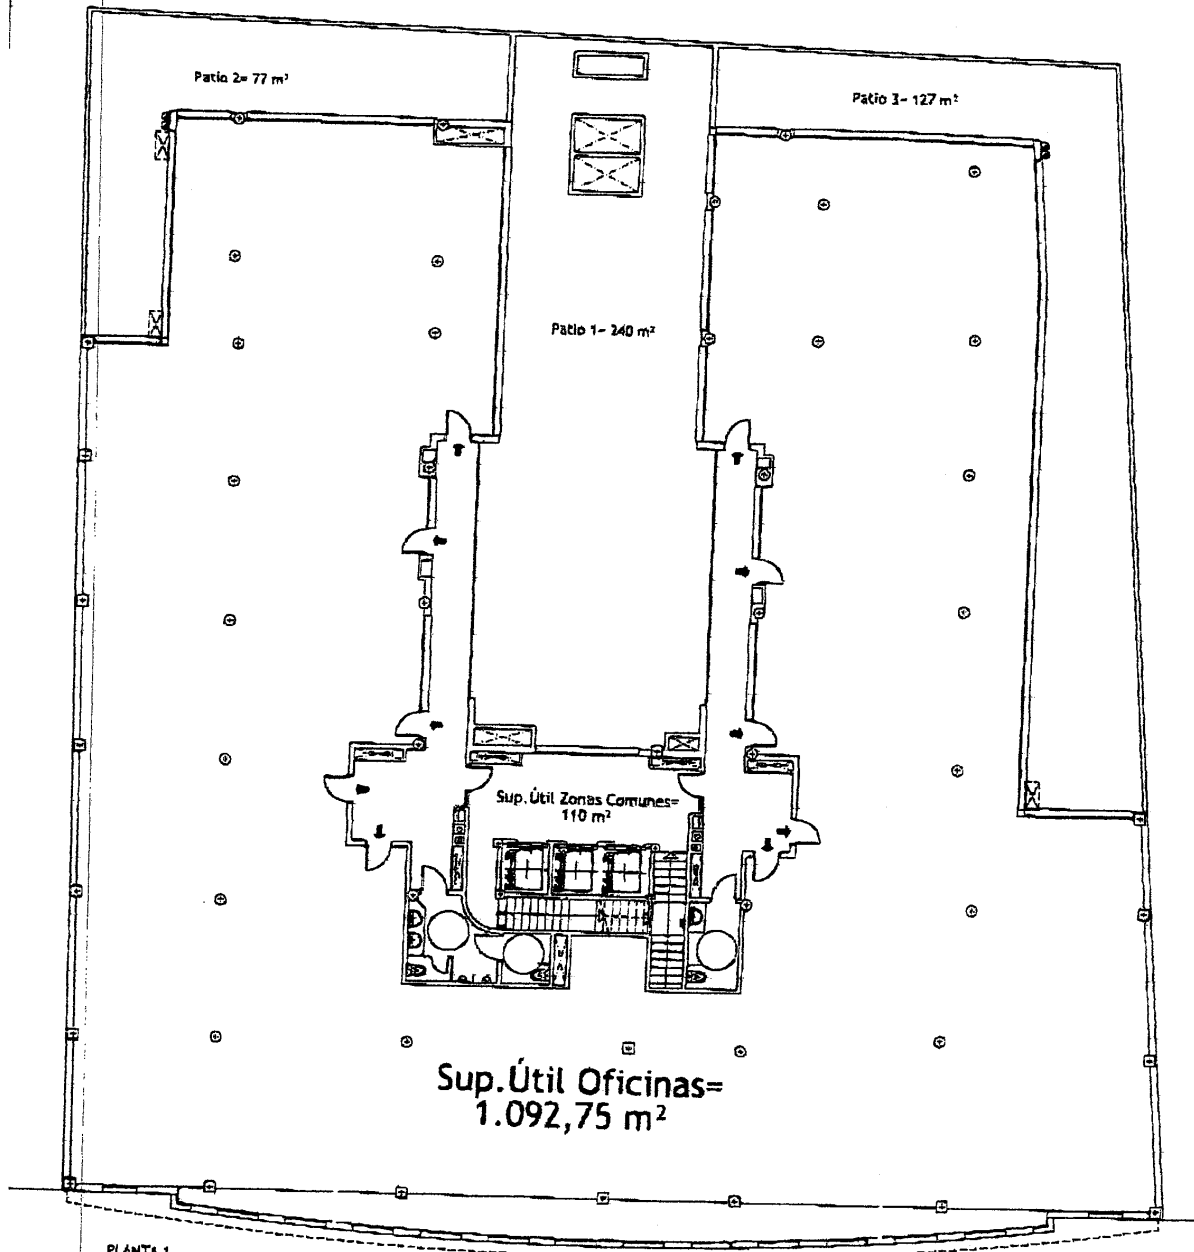 Patio 2= 77 m²
Patio 3= 127 m²
Patio 1= 240 m²
Sup. Útil Zonas Comunes=
110 m²
Sup.Útil Oficinas=
1.092,75 m²
PLANTA 1